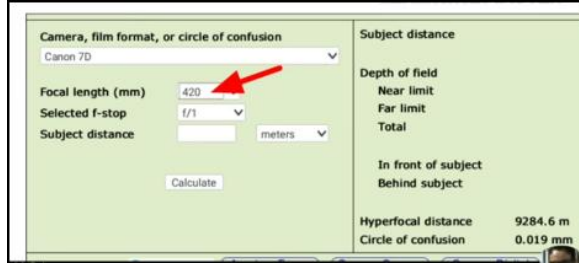 Camera, film format, or circle of confusion
Canon 7D
Focal length (mm) 420
Selected f-stop f/1
Subject distance meters
Calculate
Subject distance
Depth of field
Near limit
Far limit
Total
In front of subject
Behind subject
Hyperfocal distance 9284.6 m
Circle of confusion 0.019 mm